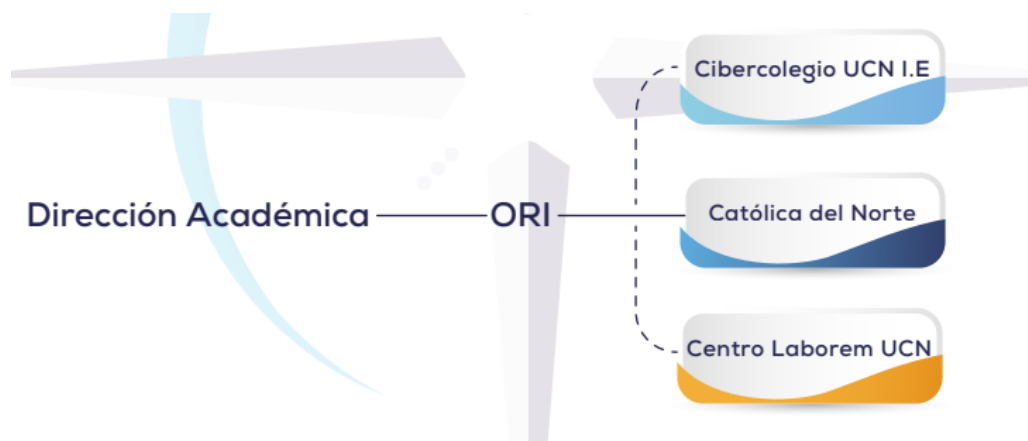 Cibercolegio UCN I.E
Dirección Académica
ORI
Católica del Norte
Centro Laborem UCN